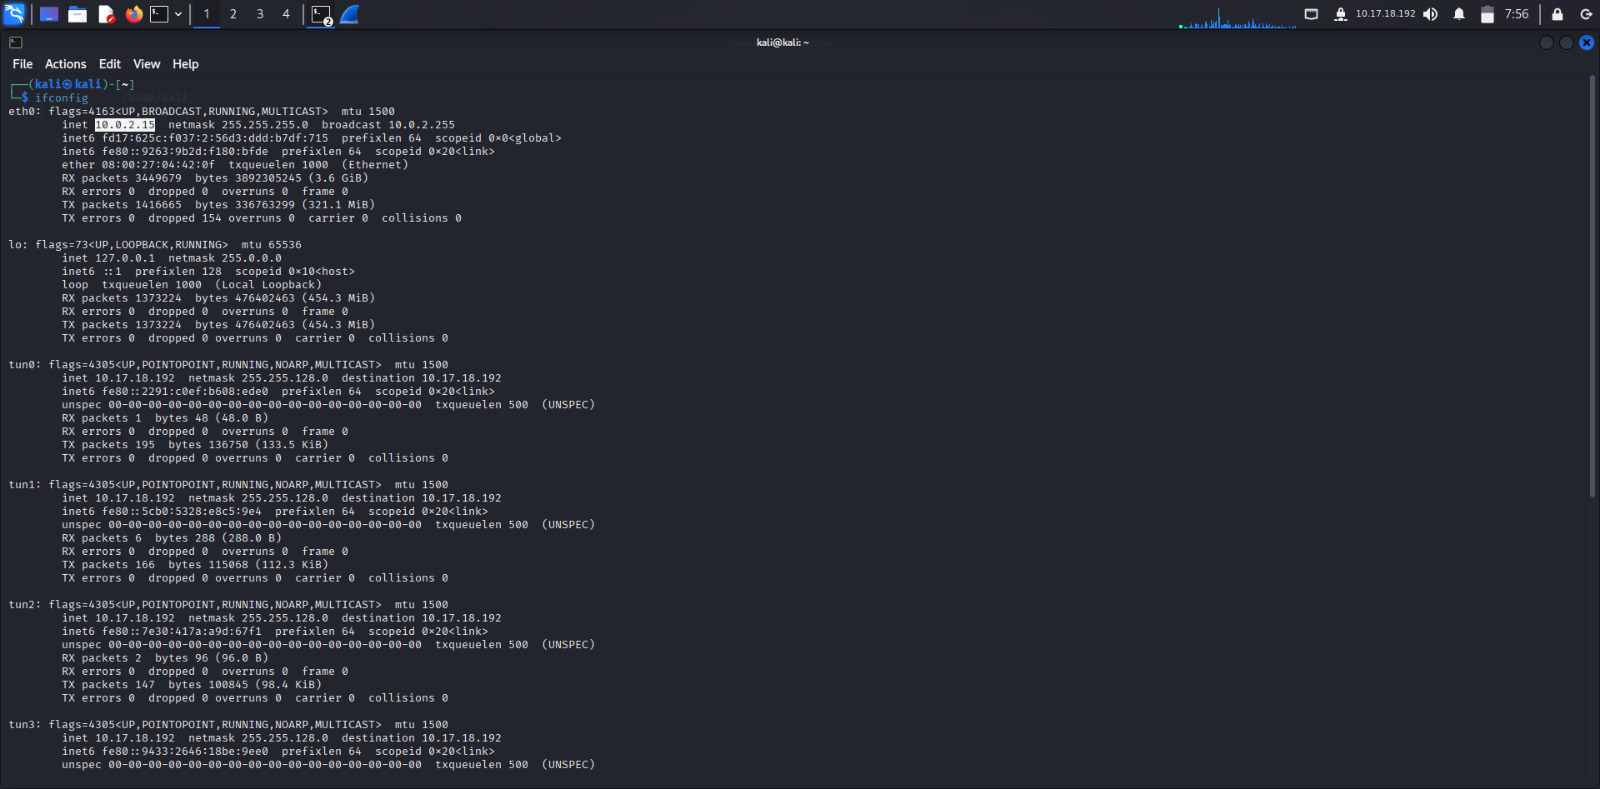 1 2 3 4 2 10.17.18.192 7:56
kali@kali: ~
File Actions Edit View Help
┌──(kali㉿kali)-[~]
└─$ ifconfig
eth0: flags=4163<UP,BROADCAST,RUNNING,MULTICAST>  mtu 1500
        inet 10.0.2.15  netmask 255.255.255.0  broadcast 10.0.2.255
        inet6 fd17:625c:f037:2:56d3:ddd:b7df:715  prefixlen 64  scopeid 0×0<global>
        inet6 fe80::9263:9b2d:f180:bfde  prefixlen 64  scopeid 0×20<link>
        ether 08:00:27:04:42:0f  txqueuelen 1000  (Ethernet)
        RX packets 3449679  bytes 3892305245 (3.6 GiB)
        RX errors 0  dropped 0  overruns 0  frame 0
        TX packets 1416665  bytes 336763299 (321.1 MiB)
        TX errors 0  dropped 154 overruns 0  carrier 0  collisions 0
lo: flags=73<UP,LOOPBACK,RUNNING>  mtu 65536
        inet 127.0.0.1  netmask 255.0.0.0
        inet6 ::1  prefixlen 128  scopeid 0×10<host>
        loop  txqueuelen 1000  (Local Loopback)
        RX packets 1373224  bytes 476402463 (454.3 MiB)
        RX errors 0  dropped 0  overruns 0  frame 0
        TX packets 1373224  bytes 476402463 (454.3 MiB)
        TX errors 0  dropped 0 overruns 0  carrier 0  collisions 0
tun0: flags=4305<UP,POINTOPOINT,RUNNING,NOARP,MULTICAST>  mtu 1500
        inet 10.17.18.192  netmask 255.255.128.0  destination 10.17.18.192
        inet6 fe80::2291:c0ef:b608:ede0  prefixlen 64  scopeid 0×20<link>
        unspec 00-00-00-00-00-00-00-00-00-00-00-00-00-00-00-00  txqueuelen 500  (UNSPEC)
        RX packets 1  bytes 48 (48.0 B)
        RX errors 0  dropped 0  overruns 0  frame 0
        TX packets 195  bytes 136750 (133.5 KiB)
        TX errors 0  dropped 0 overruns 0  carrier 0  collisions 0
tun1: flags=4305<UP,POINTOPOINT,RUNNING,NOARP,MULTICAST>  mtu 1500
        inet 10.17.18.192  netmask 255.255.128.0  destination 10.17.18.192
        inet6 fe80::5cb0:5328:e8c5:9e4  prefixlen 64  scopeid 0×20<link>
        unspec 00-00-00-00-00-00-00-00-00-00-00-00-00-00-00-00  txqueuelen 500  (UNSPEC)
        RX packets 6  bytes 288 (288.0 B)
        RX errors 0  dropped 0  overruns 0  frame 0
        TX packets 166  bytes 115068 (112.3 KiB)
        TX errors 0  dropped 0 overruns 0  carrier 0  collisions 0
tun2: flags=4305<UP,POINTOPOINT,RUNNING,NOARP,MULTICAST>  mtu 1500
        inet 10.17.18.192  netmask 255.255.128.0  destination 10.17.18.192
        inet6 fe80::7e30:417a:a9d:67f1  prefixlen 64  scopeid 0×20<link>
        unspec 00-00-00-00-00-00-00-00-00-00-00-00-00-00-00-00  txqueuelen 500  (UNSPEC)
        RX packets 2  bytes 96 (96.0 B)
        RX errors 0  dropped 0  overruns 0  frame 0
        TX packets 147  bytes 100845 (98.4 KiB)
        TX errors 0  dropped 0 overruns 0  carrier 0  collisions 0
tun3: flags=4305<UP,POINTOPOINT,RUNNING,NOARP,MULTICAST>  mtu 1500
        inet 10.17.18.192  netmask 255.255.128.0  destination 10.17.18.192
        inet6 fe80::9433:2646:18be:9ee0  prefixlen 64  scopeid 0×20<link>
        unspec 00-00-00-00-00-00-00-00-00-00-00-00-00-00-00-00  txqueuelen 500  (UNSPEC)